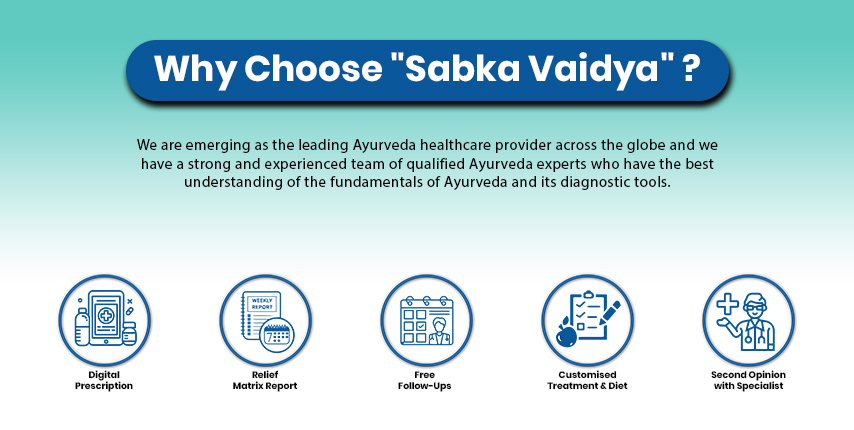 Why Choose "Sabka Vaidya" ?
We are emerging as the leading Ayurveda healthcare provider across the globe and we
have a strong and experienced team of qualified Ayurveda experts who have the best
understanding of the fundamentals of Ayurveda and its diagnostic tools.
WEEKLY
REPORT
7
Digital
Prescription
Relief
Matrix Report
Free
Follow-Ups
Customised
Treatment & Diet
Second Opinion
with Specialist